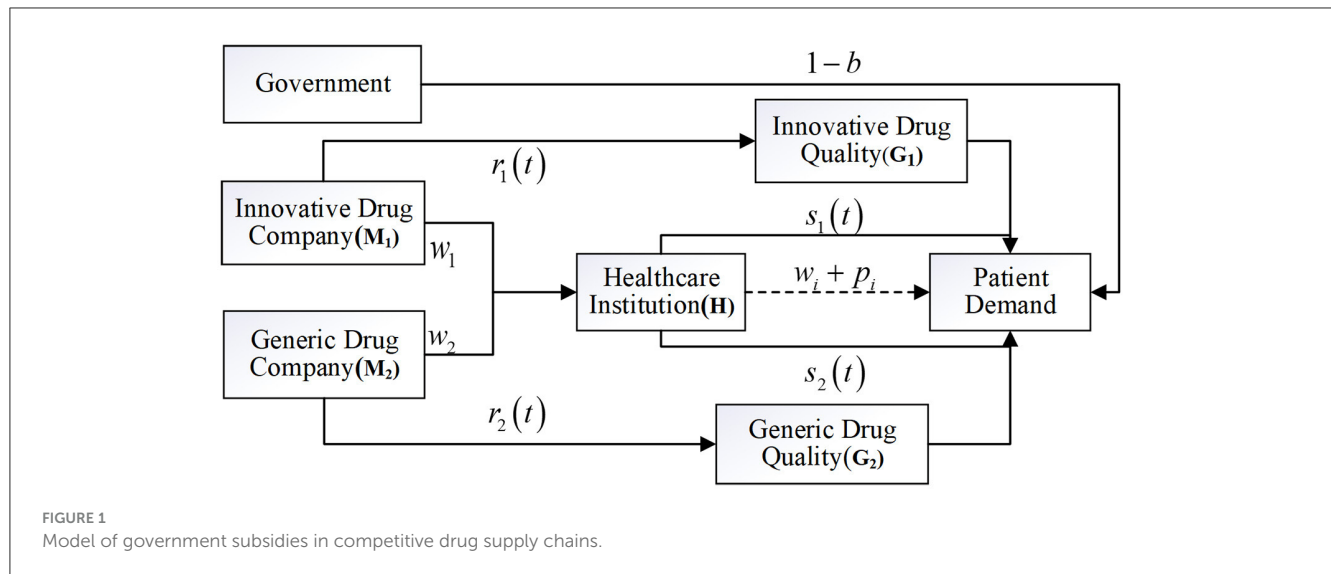 Government
1 − b
Innovative Drug
Quality(G₁)
r₁(t)
Innovative Drug
Company(M₁)
w₁
s₁(t)
Healthcare
Institution(H)
wᵢ + pᵢ
Patient
Demand
Generic Drug
Company(M₂)
w₂
s₂(t)
r₂(t)
Generic Drug
Quality(G₂)
FIGURE 1
Model of government subsidies in competitive drug supply chains.